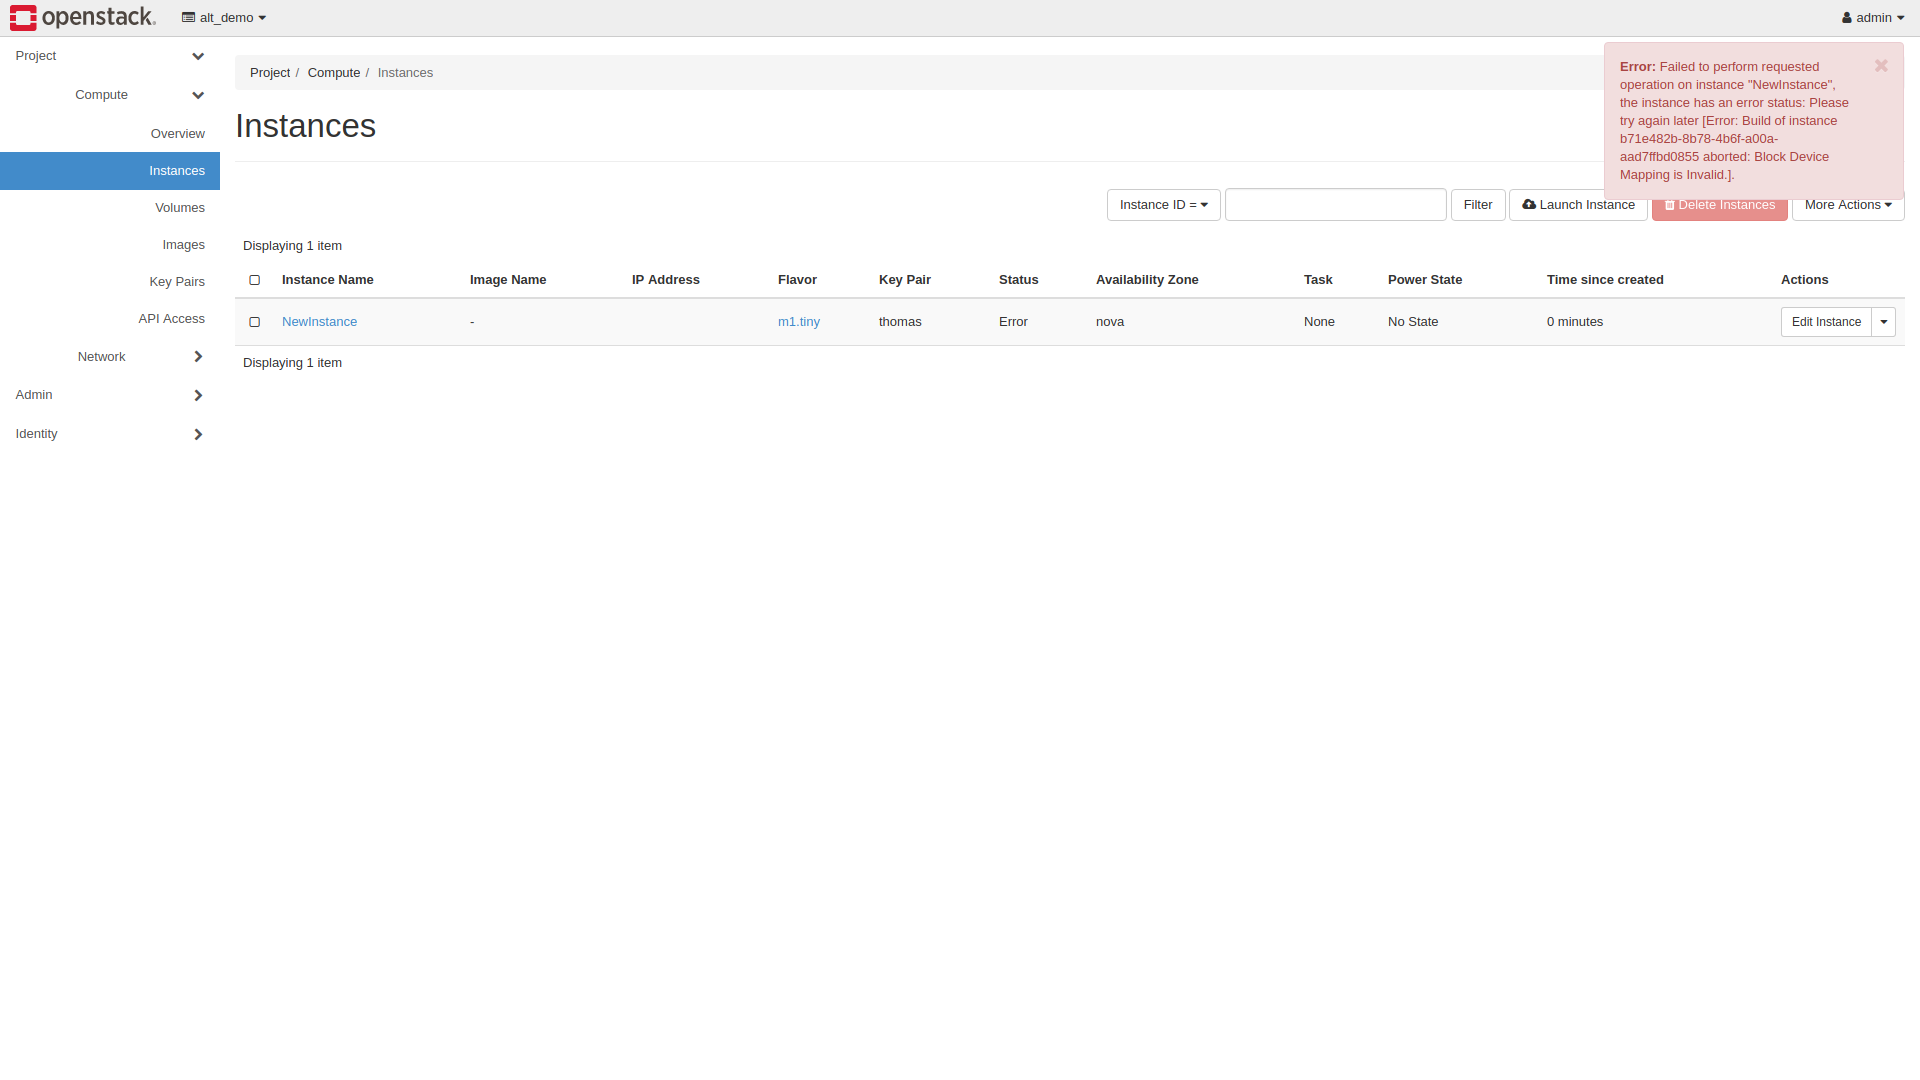 openstack.
alt_demo
admin
Project
Compute
Overview
Instances
Volumes
Images
Key Pairs
API Access
Network
Admin
Identity
Project / Compute / Instances
Error: Failed to perform requested
operation on instance "NewInstance",
the instance has an error status: Please
try again later [Error: Build of instance
b71e482b-8b78-4b6f-a00a-
aad7ffbd0855 aborted: Block Device
Mapping is Invalid.].
Instances
Instance ID = Filter Launch Instance Delete Instances More Actions
Displaying 1 item
Instance Name Image Name IP Address Flavor Key Pair Status Availability Zone Task Power State Time since created Actions
NewInstance - m1.tiny thomas Error nova None No State 0 minutes Edit Instance
Displaying 1 item